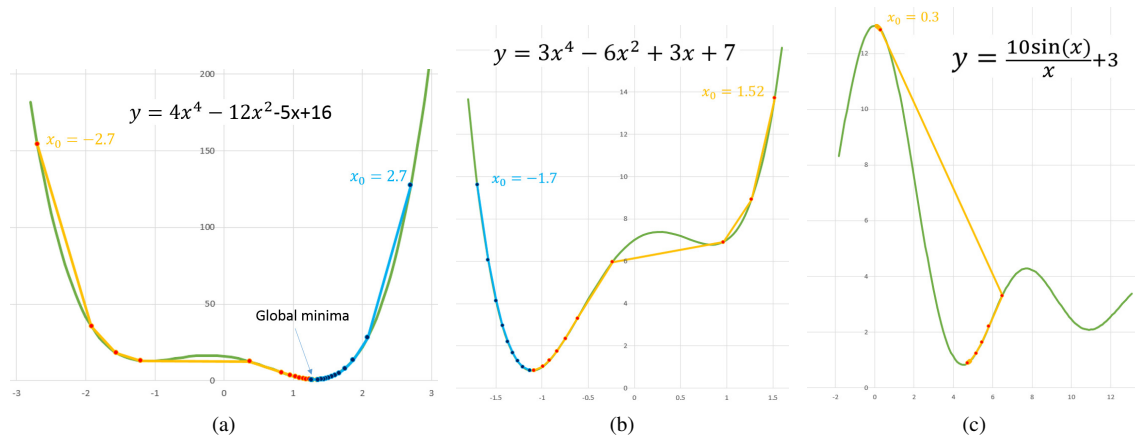 y = 4x⁴ − 12x²-5x+16
x₀ = −2.7
x₀ = 2.7
Global minima
200
150
100
50
0
-3 -2 -1 0 1 2 3
(a)
y = 3x⁴ − 6x² + 3x + 7
x₀ = 1.52
x₀ = −1.7
14
12
10
8
6
4
2
0
-1.5 -1 -0.5 0 0.5 1 1.5
(b)
x₀ = 0.3
y = 10sin(x)/x +3
12
10
8
6
4
2
0
-2 0 2 4 6 8 10 12
(c)